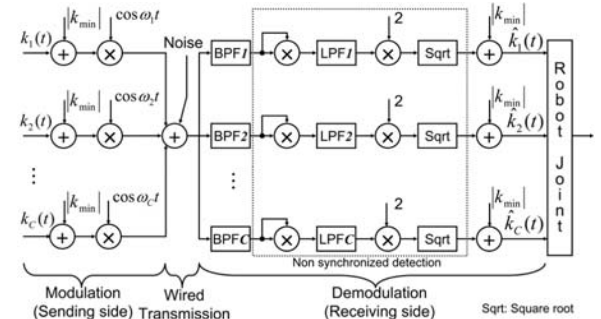 |k_min| cos ω_1 t
k_1(t)
Noise
BPF1 LPF1 2 Sqrt |k_min| k̂_1(t)
|k_min| cos ω_2 t
k_2(t)
BPF2 LPF2 2 Sqrt |k_min| k̂_2(t)
⋮ ⋮
|k_min| cos ω_C t
k_C(t)
BPFC LPFC 2 Sqrt |k_min| k̂_C(t)
Robot Joint
Non synchronized detection
Modulation
(Sending side)
Wired
Transmission
Demodulation
(Receiving side)
Sqrt: Square root